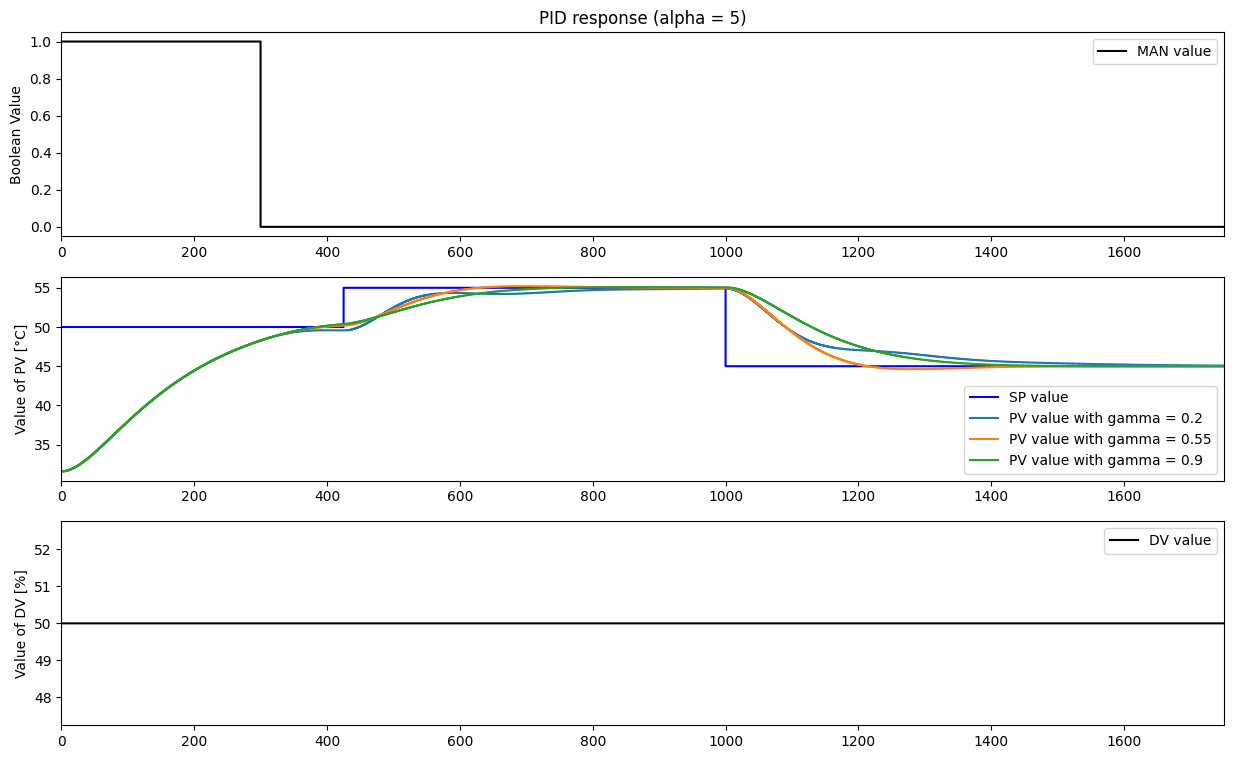 PID response (alpha = 5)
1.0
0.8
0.6
0.4
0.2
0.0
Boolean Value
MAN value
0 200 400 600 800 1000 1200 1400 1600
55
50
45
40
35
Value of PV [°C]
SP value
PV value with gamma = 0.2
PV value with gamma = 0.55
PV value with gamma = 0.9
0 200 400 600 800 1000 1200 1400 1600
52
51
50
49
48
Value of DV [%]
DV value
0 200 400 600 800 1000 1200 1400 1600